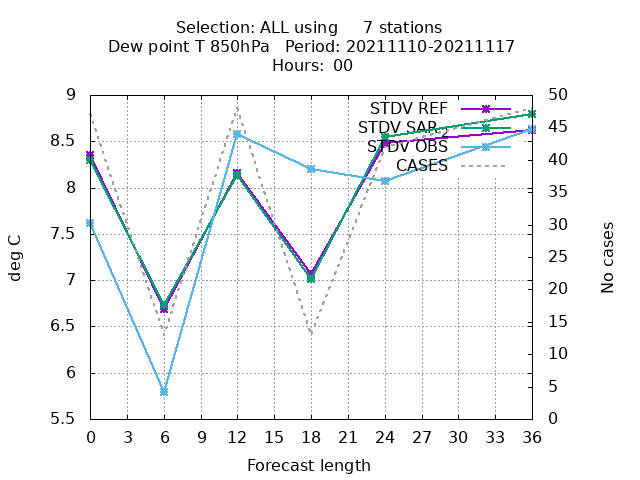 Selection: ALL using 7 stations
Dew point T 850hPa Period: 20211110-20211117
Hours: 00
STDV REF
STDV SAR_2
STDV OBS
CASES
9
8.5
8
7.5
7
6.5
6
5.5
deg C
50
45
40
35
30
25
20
15
10
5
0
No cases
0 3 6 9 12 15 18 21 24 27 30 33 36
Forecast length